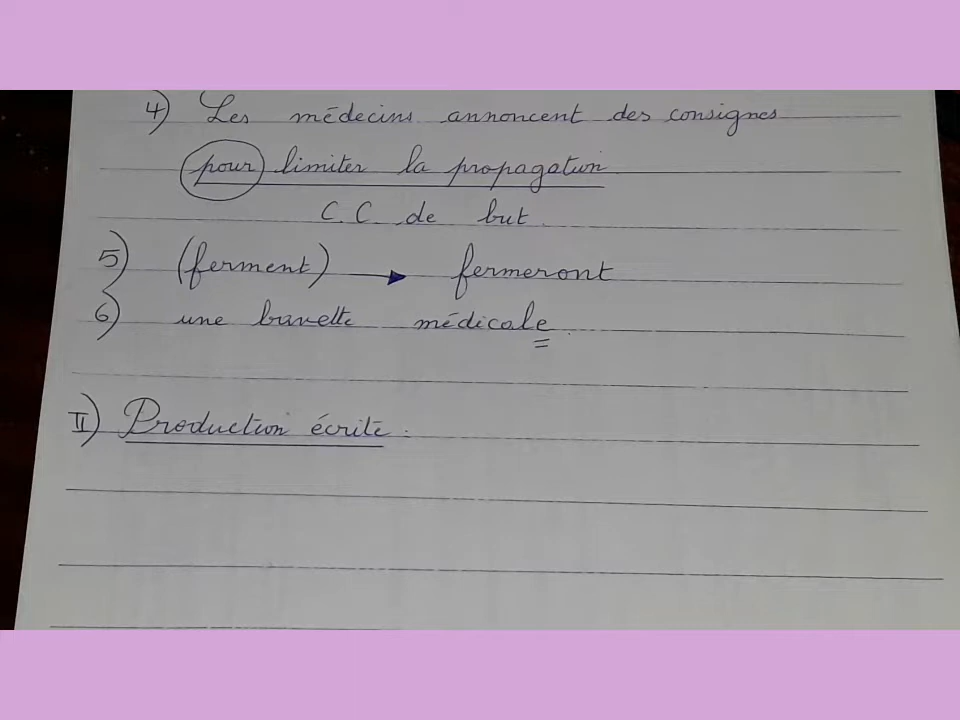 4) Les médecins annoncent des consignes
pour limiter la propagation
C.C de but.
5) (ferment) → fermeront
6) une bavette médicale.
II) Production écrite :